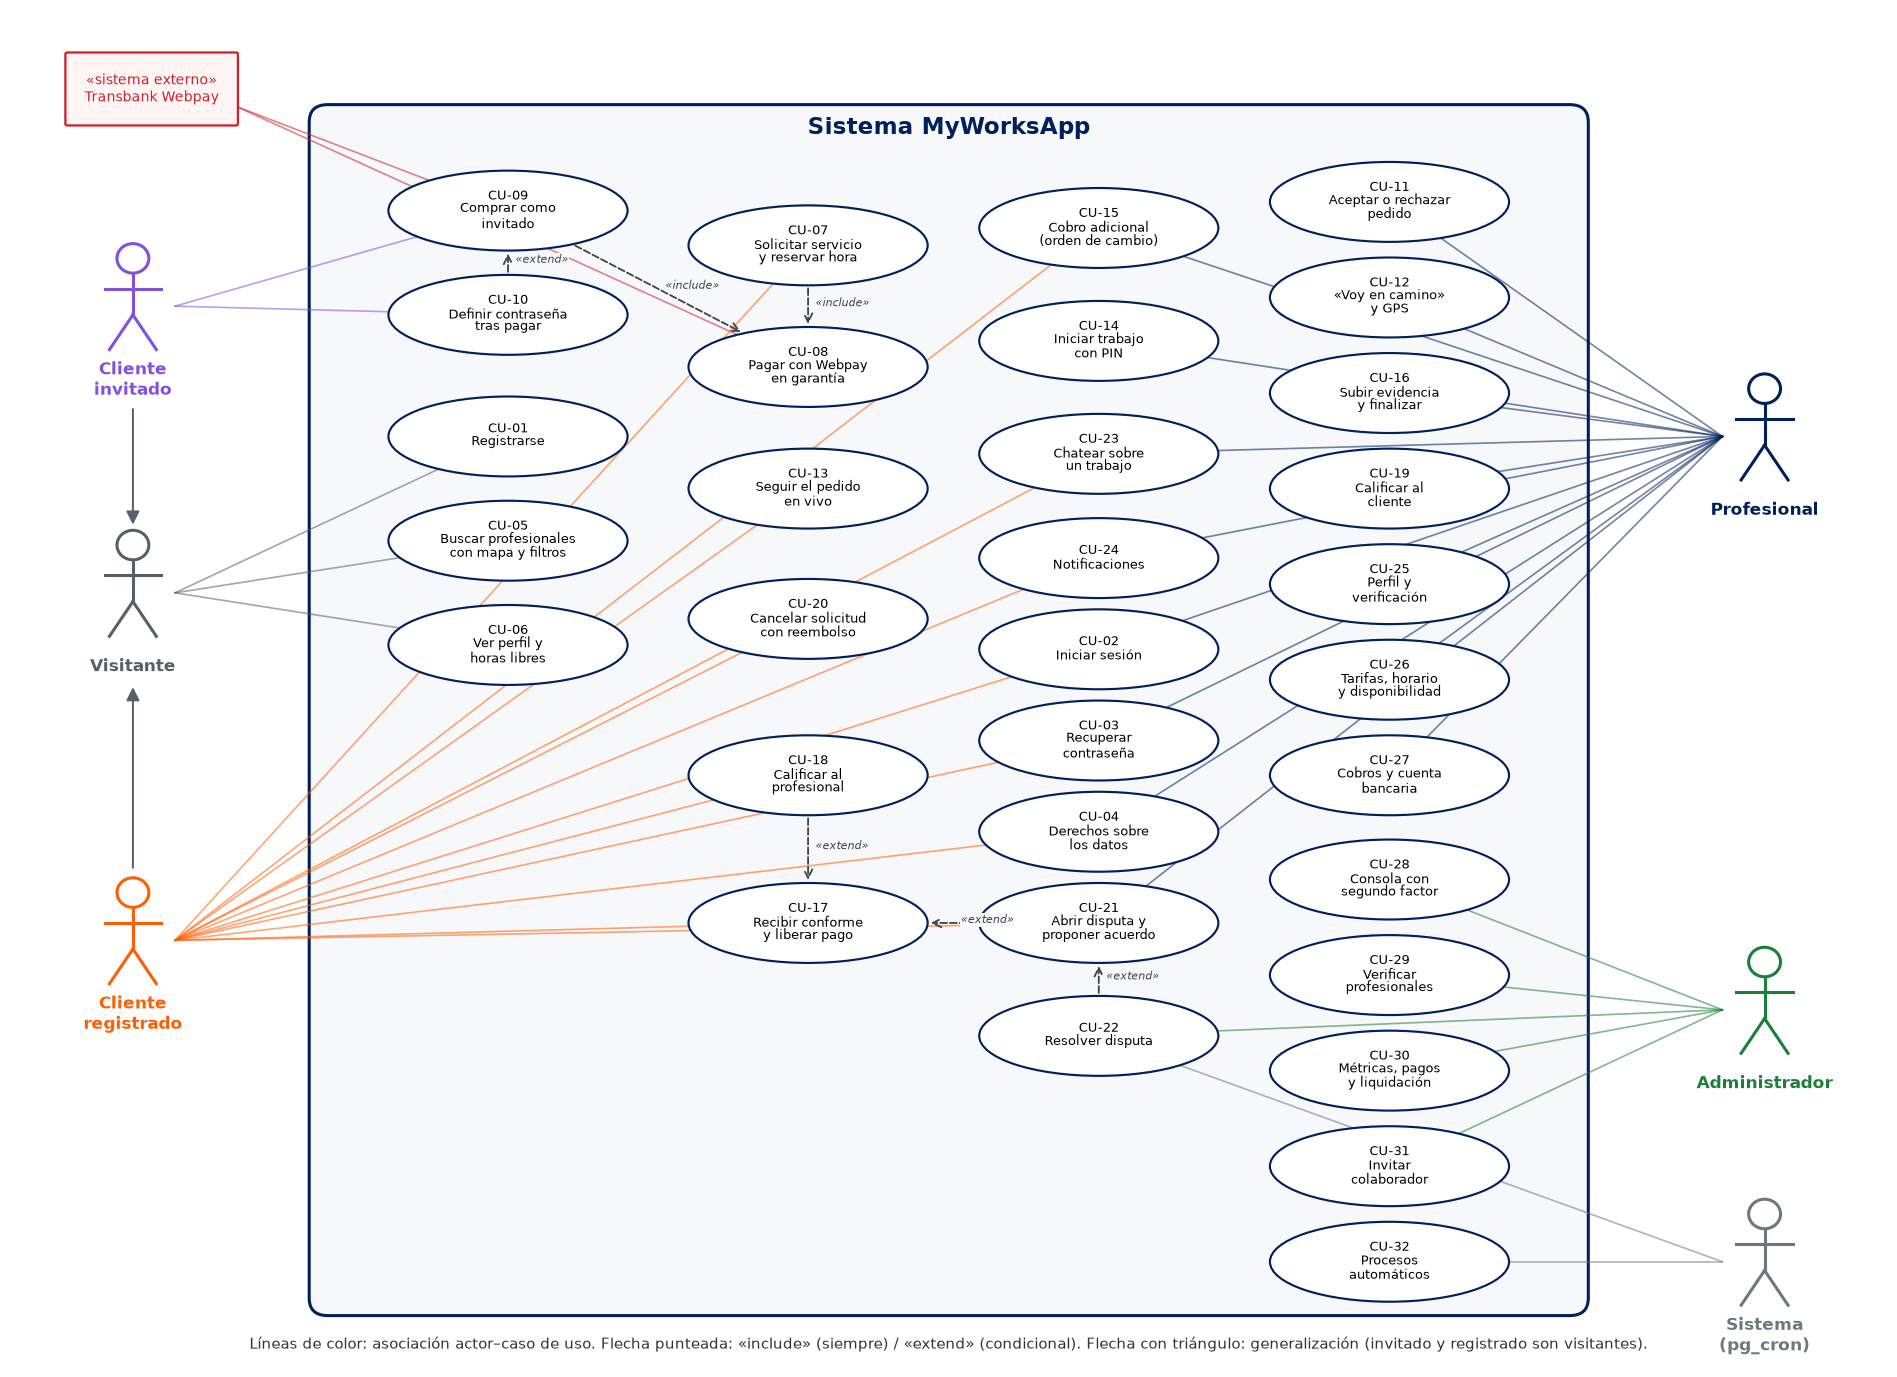 «sistema externo»
Transbank Webpay
Sistema MyWorksApp
CU-09
Comprar como
invitado
«extend»
CU-10
Definir contraseña
tras pagar
CU-01
Registrarse
CU-05
Buscar profesionales
con mapa y filtros
CU-06
Ver perfil y
horas libres
CU-07
Solicitar servicio
y reservar hora
«include»
«include»
CU-08
Pagar con Webpay
en garantía
CU-13
Seguir el pedido
en vivo
CU-20
Cancelar solicitud
con reembolso
CU-18
Calificar al
profesional
«extend»
CU-17
Recibir conforme
y liberar pago
«extend»
CU-15
Cobro adicional
(orden de cambio)
CU-14
Iniciar trabajo
con PIN
CU-23
Chatear sobre
un trabajo
CU-24
Notificaciones
CU-02
Iniciar sesión
CU-03
Recuperar
contraseña
CU-04
Derechos sobre
los datos
CU-21
Abrir disputa y
proponer acuerdo
«extend»
CU-22
Resolver disputa
CU-11
Aceptar o rechazar
pedido
CU-12
«Voy en camino»
y GPS
CU-16
Subir evidencia
y finalizar
CU-19
Calificar al
cliente
CU-25
Perfil y
verificación
CU-26
Tarifas, horario
y disponibilidad
CU-27
Cobros y cuenta
bancaria
CU-28
Consola con
segundo factor
CU-29
Verificar
profesionales
CU-30
Métricas, pagos
y liquidación
CU-31
Invitar
colaborador
CU-32
Procesos
automáticos
Cliente
invitado
Visitante
Cliente
registrado
Profesional
Administrador
Sistema
(pg_cron)
Líneas de color: asociación actor–caso de uso. Flecha punteada: «include» (siempre) / «extend» (condicional). Flecha con triángulo: generalización (invitado y registrado son visitantes).